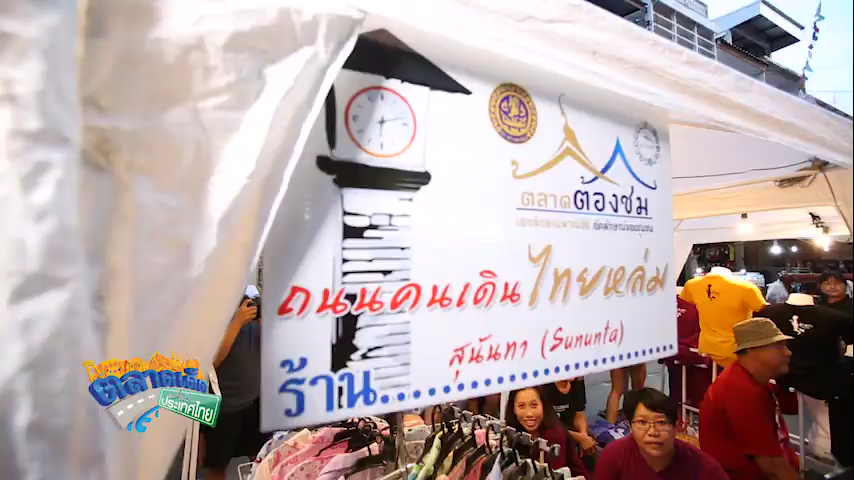 ตลาดต้องชม
ถนนคนเดิน ไทยหล่ม
สุนันทา (Sununta)
ร้าน
ตลาดเด็ด
ประเทศไทย